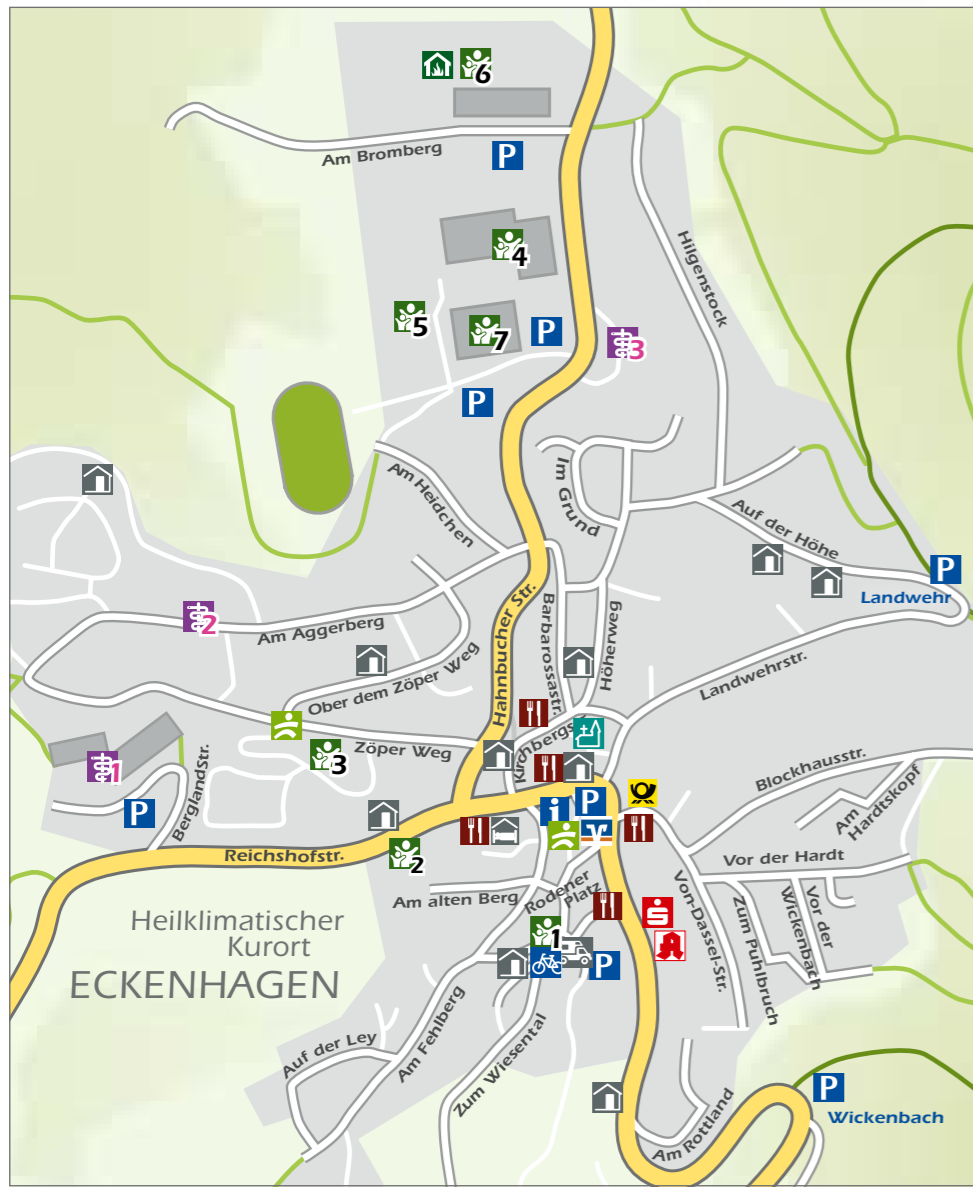 6
Am Bromberg
P
4
Hilgenstock
5
7
P
3
P
Am Heidchen
Im Grund
Auf der Höhe
P
Landwehr
2
Am Aggerberg
Hahnbucher Str.
Barbarossastr.
Höherweg
Ober dem Zöper Weg
Landwehrstr.
Zöper Weg
3
Kirchbergs
1
P
BerglandStr.
Blockhausstr.
Am
Hardtskopf
i
P
Reichshofstr.
2
Vor der Hardt
Am alten Berg
Rodener
Platz
Von-Dassel-Str.
Zum Puhlbruch
Vor der
Wickenbach
S
A
1
P
Heilklimatischer
Kurort
ECKENHAGEN
Auf der Ley
Am Fehlberg
Zum Wiesental
Am Rottland
P
Wickenbach